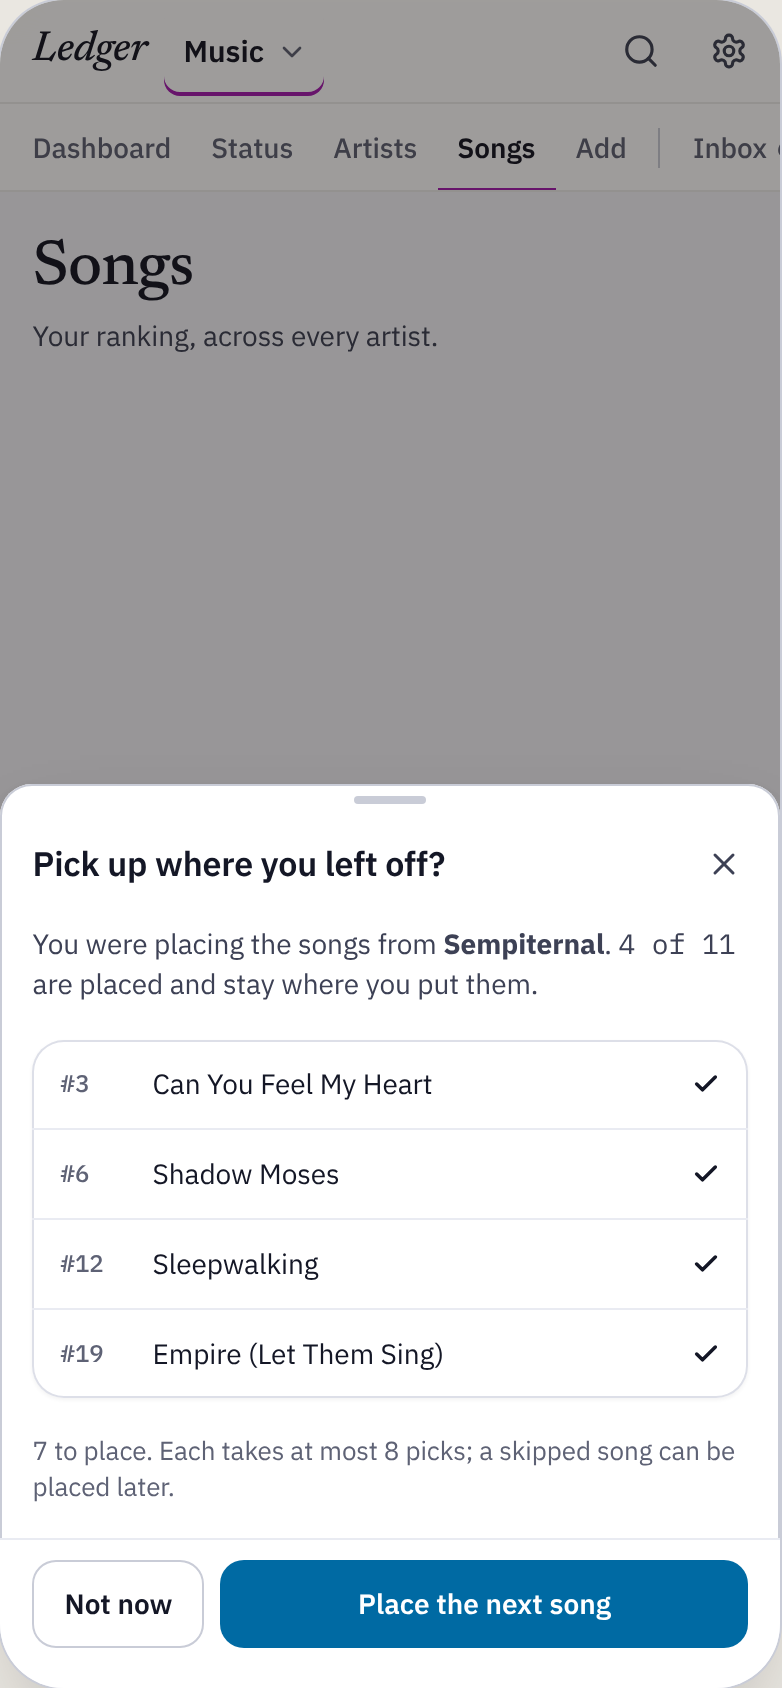 Ledger Music
Dashboard Status Artists Songs Add Inbox
Songs
Your ranking, across every artist.
Pick up where you left off?
You were placing the songs from Sempiternal. 4 of 11
are placed and stay where you put them.
#3 Can You Feel My Heart
#6 Shadow Moses
#12 Sleepwalking
#19 Empire (Let Them Sing)
7 to place. Each takes at most 8 picks; a skipped song can be
placed later.
Not now Place the next song